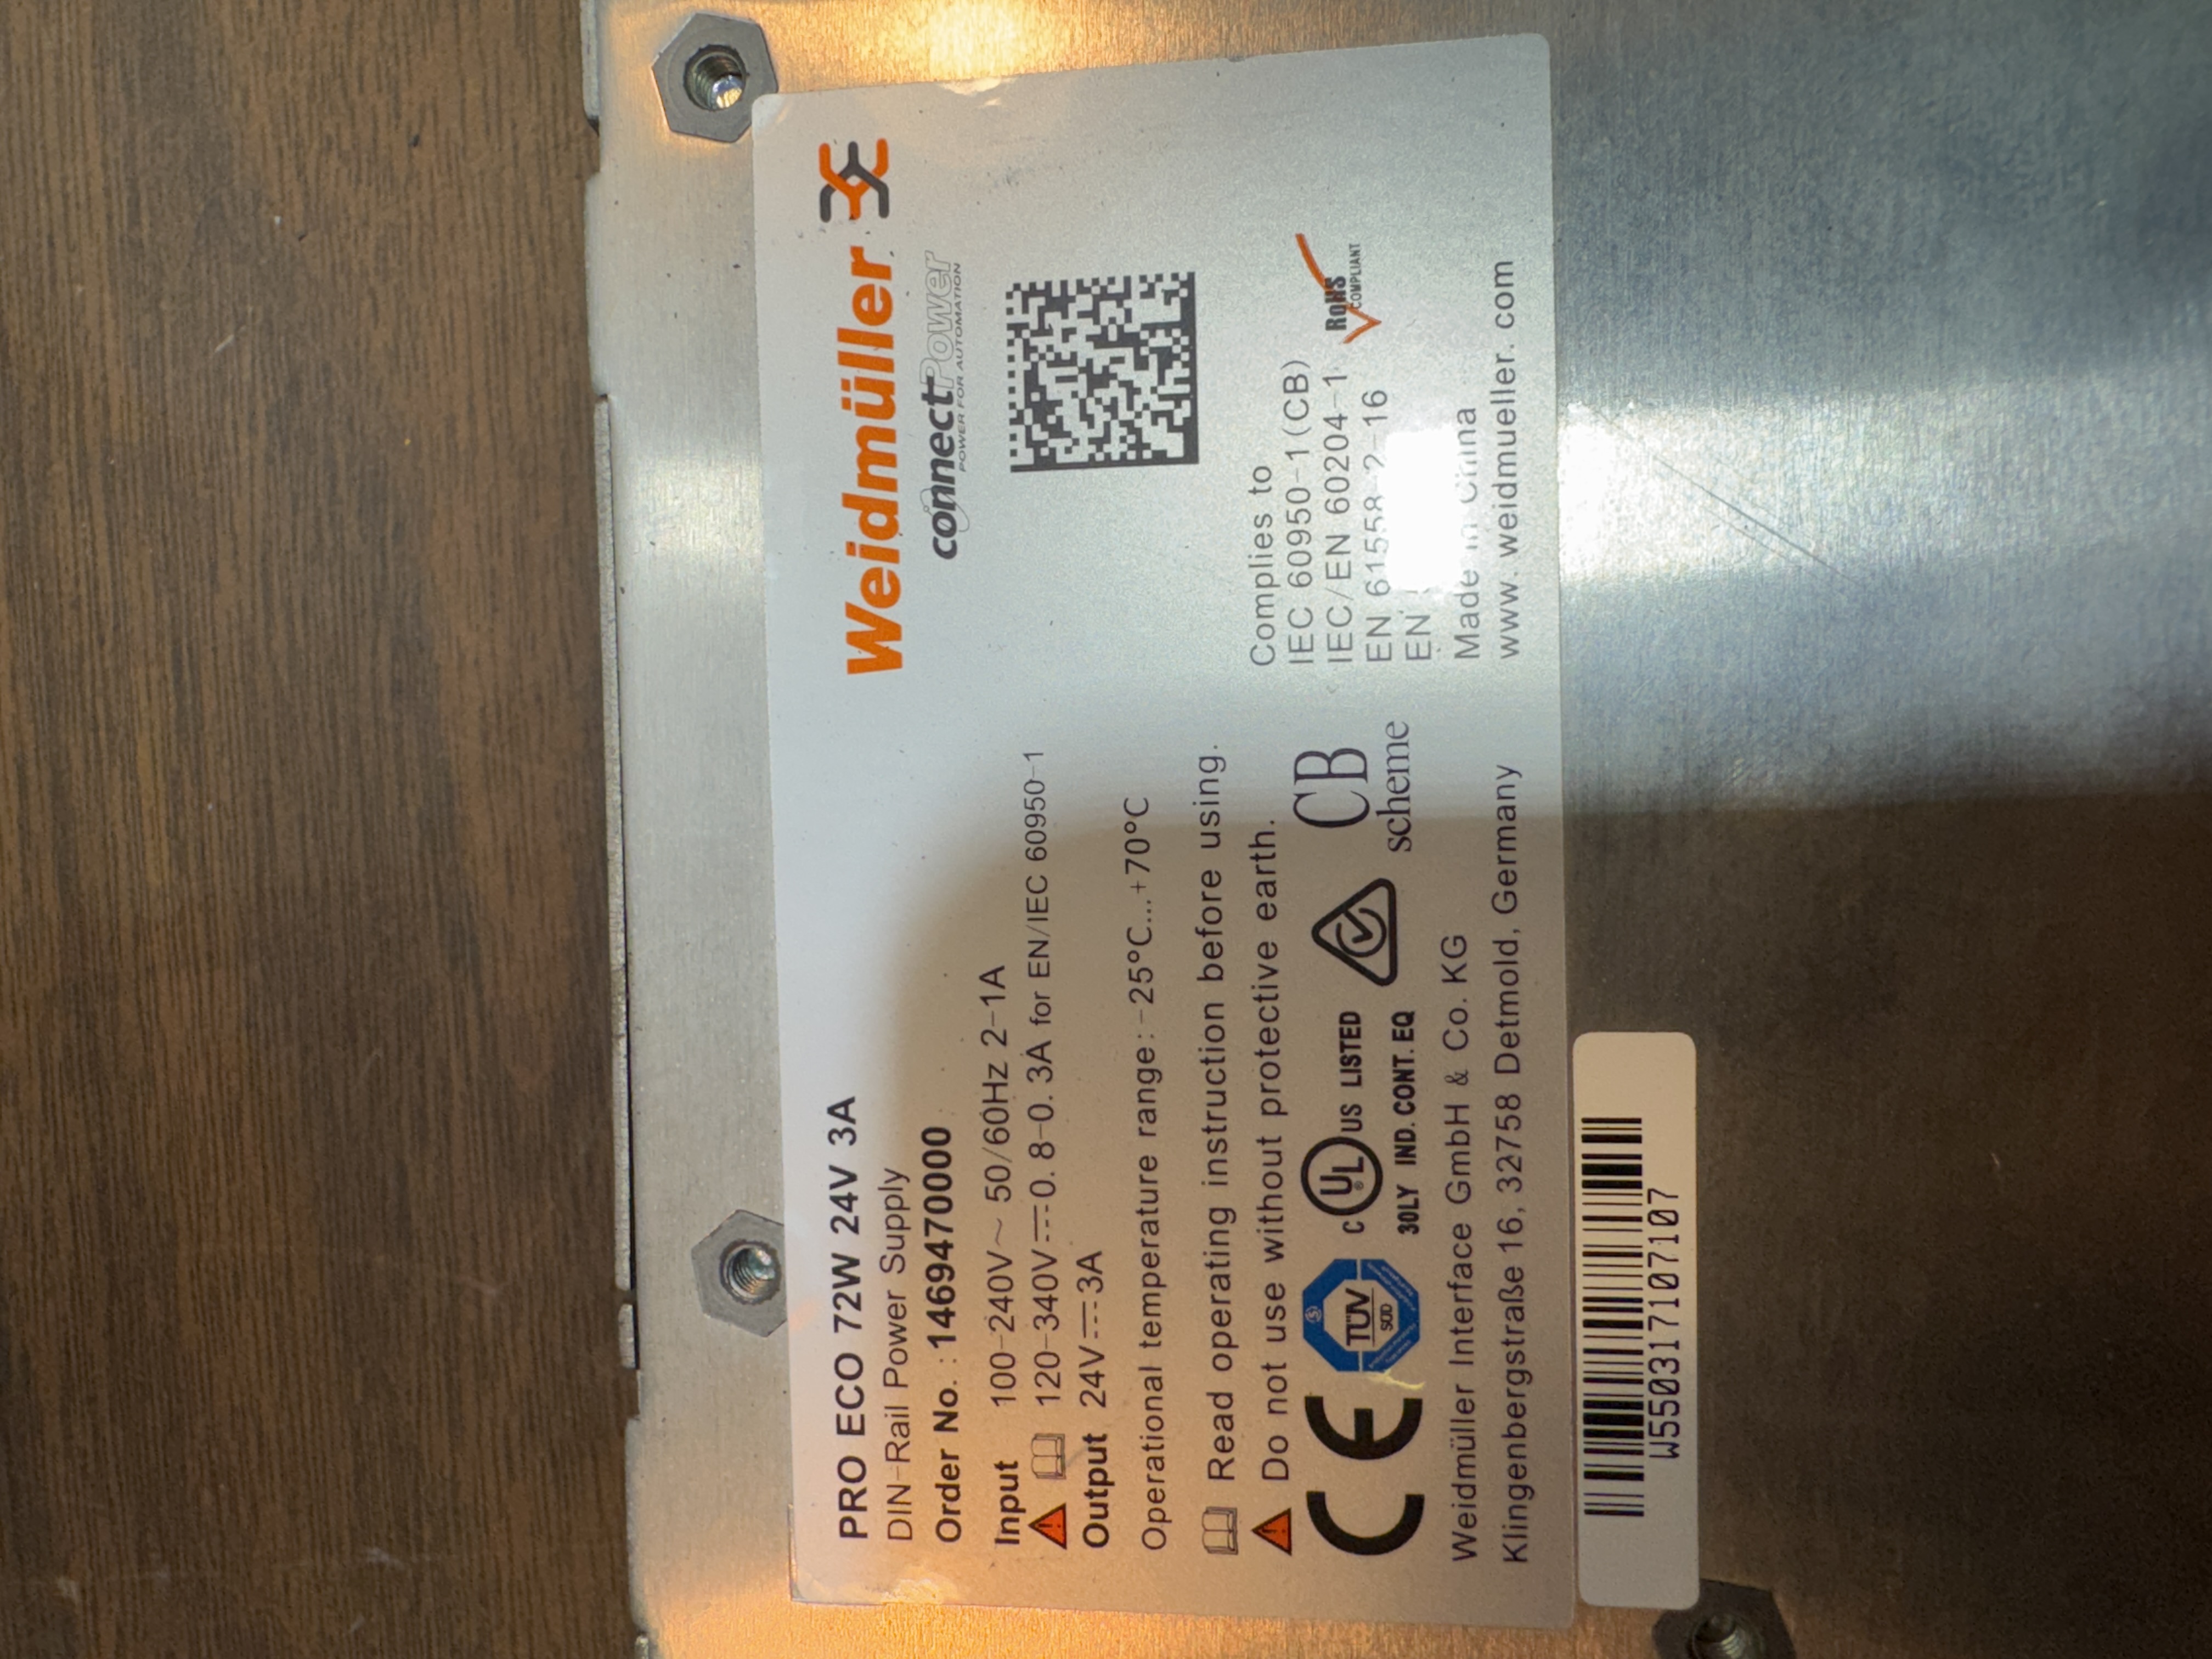 PRO ECO 72W 24V 3A
DIN-Rail Power Supply
Order No. : 1469470000
Weidmüller
connectPower
POWER FOR AUTOMATION
Input 100-240V~ 50/60Hz 2-1A
120-340V⎓0.8-0.3A for EN/IEC 60950-1
Output 24V⎓3A
Operational temperature range:-25°C...+70°C
Read operating instruction before using.
Do not use without protective earth.
CE
TÜV
SÜD
C UL US LISTED
30LY IND. CONT. EQ
CB
scheme
Complies to
IEC 60950-1(CB)
IEC/EN 60204-1
EN 61558-2-16
EN
RoHS
COMPLIANT
Weidmüller Interface GmbH & Co. KG
Klingenbergstraße 16, 32758 Detmold, Germany
Made in China
www.weidmueller.com
W5503171071​07